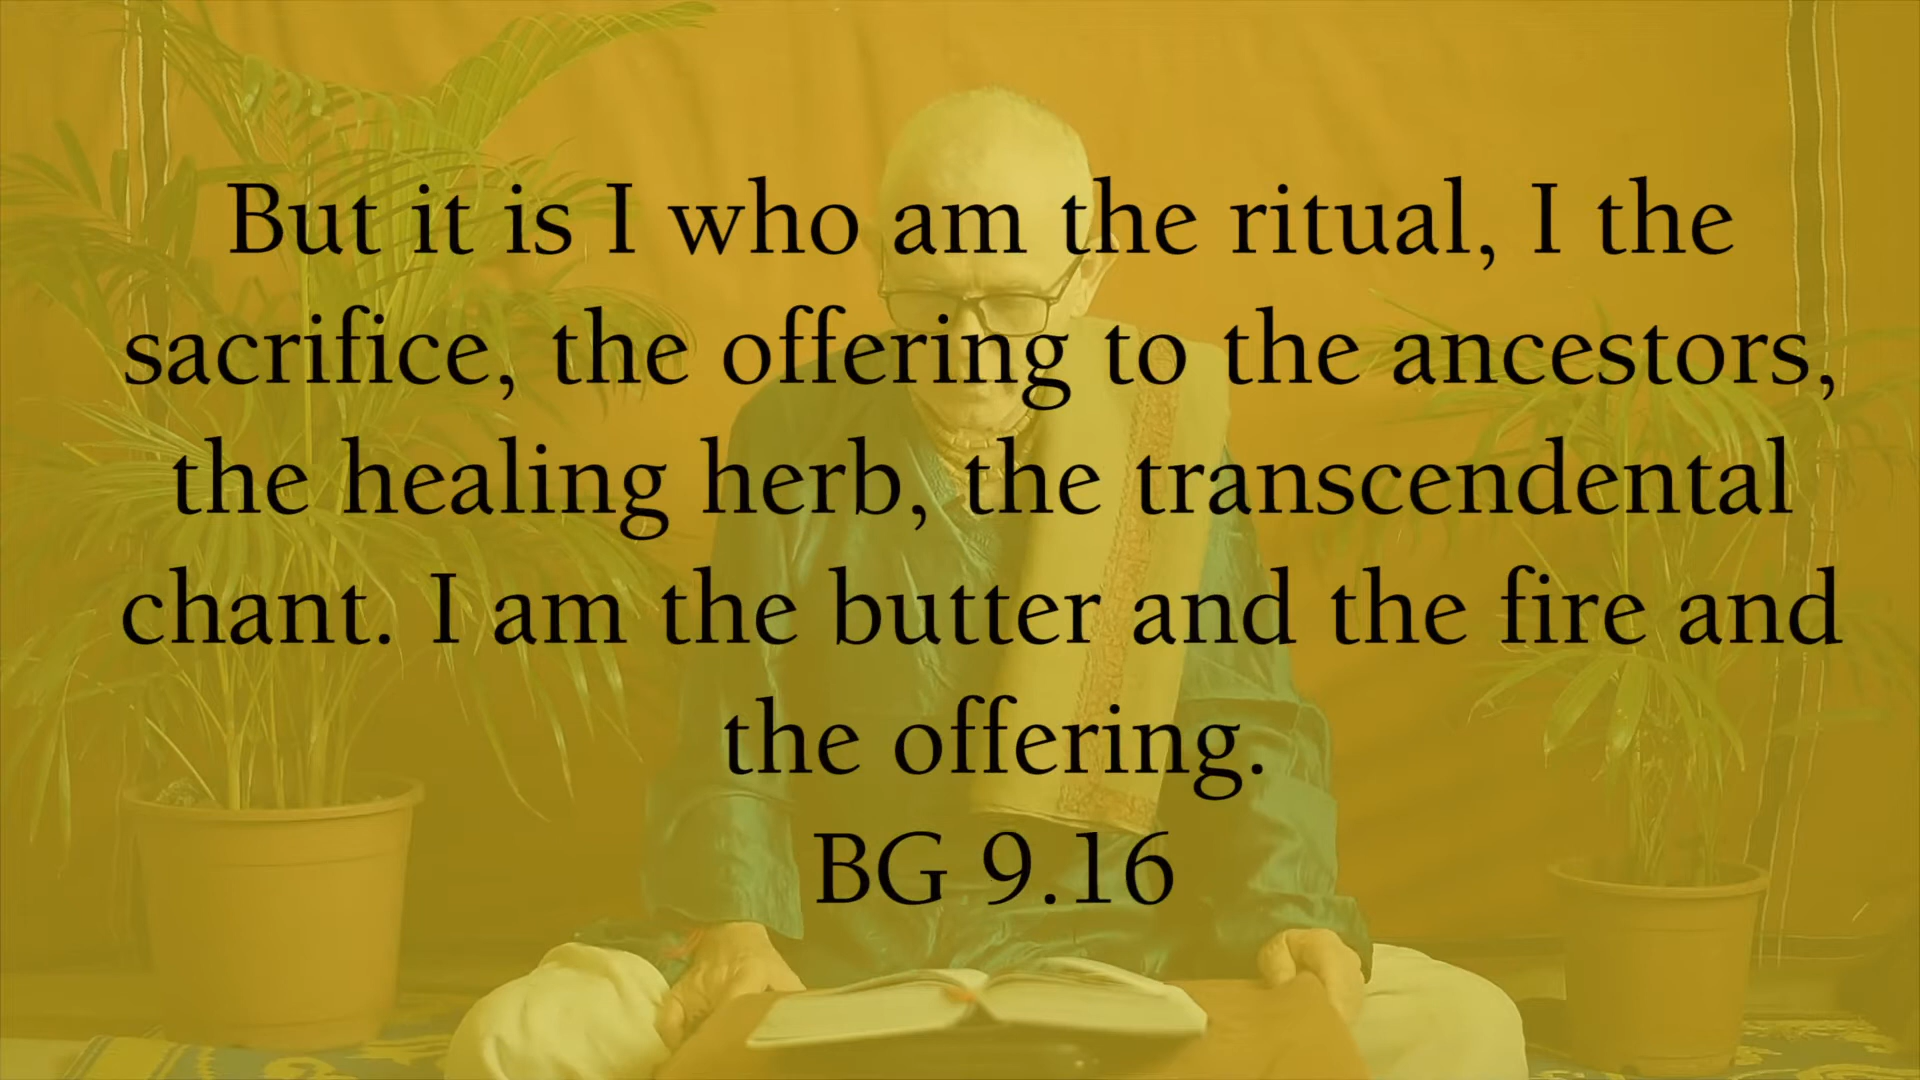 But it is I who am the ritual, I the
sacrifice, the offering to the ancestors,
the healing herb, the transcendental
chant. I am the butter and the fire and
the offering.
BG 9.16